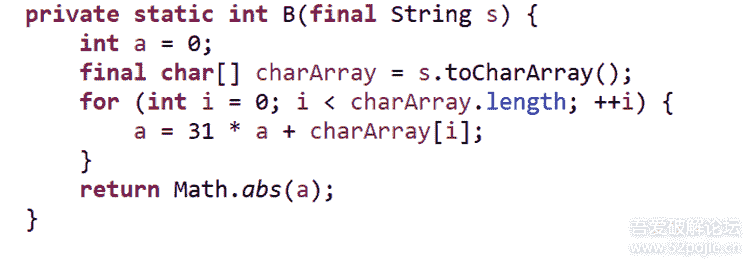 private static int B(final String s) {
    int a = 0;
    final char[] charArray = s.toCharArray();
    for (int i = 0; i < charArray.length; ++i) {
        a = 31 * a + charArray[i];
    }
    return Math.abs(a);
}
吾爱破解论坛
www.52pojie.cn